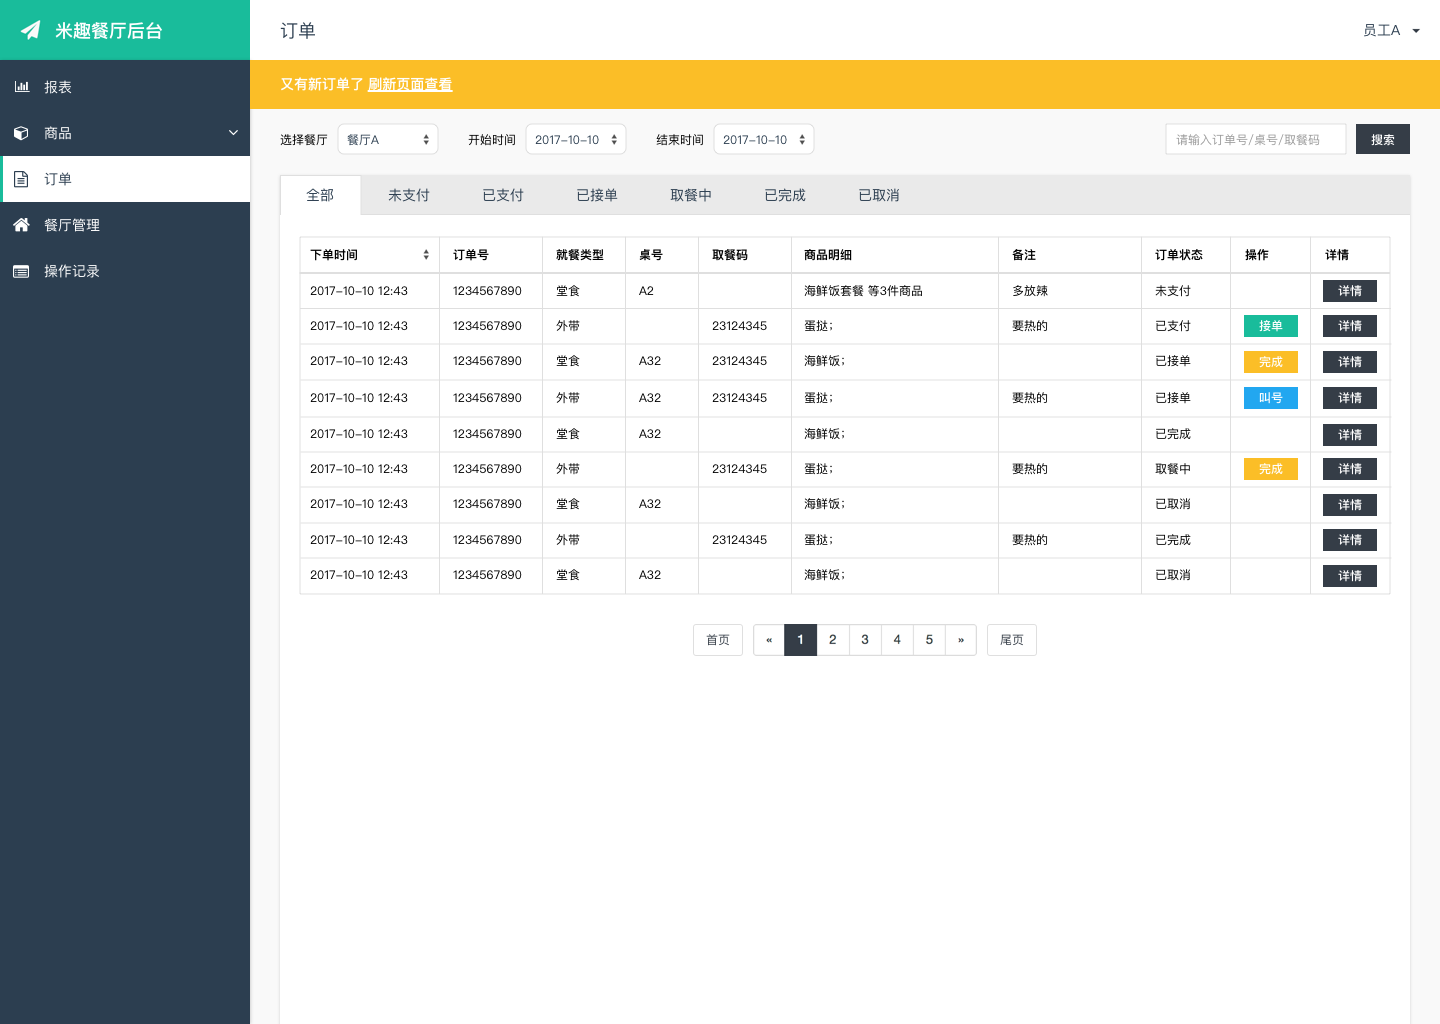 米趣餐厅后台
订单
员工A
报表
商品
订单
餐厅管理
操作记录
又有新订单了 刷新页面查看
选择餐厅 餐厅A 开始时间 2017-10-10 结束时间 2017-10-10 请输入订单号/桌号/取餐码 搜索
全部 未支付 已支付 已接单 取餐中 已完成 已取消
下单时间 订单号 就餐类型 桌号 取餐码 商品明细 备注 订单状态 操作 详情
2017-10-10 12:43 1234567890 堂食 A2 海鲜饭套餐 等3件商品 多放辣 未支付 详情
2017-10-10 12:43 1234567890 外带 23124345 蛋挞; 要热的 已支付 接单 详情
2017-10-10 12:43 1234567890 堂食 A32 23124345 海鲜饭; 已接单 完成 详情
2017-10-10 12:43 1234567890 外带 A32 23124345 蛋挞; 要热的 已接单 叫号 详情
2017-10-10 12:43 1234567890 堂食 A32 海鲜饭; 已完成 详情
2017-10-10 12:43 1234567890 外带 23124345 蛋挞; 要热的 取餐中 完成 详情
2017-10-10 12:43 1234567890 堂食 A32 海鲜饭; 已取消 详情
2017-10-10 12:43 1234567890 外带 23124345 蛋挞; 要热的 已完成 详情
2017-10-10 12:43 1234567890 堂食 A32 海鲜饭; 已取消 详情
首页 « 1 2 3 4 5 » 尾页